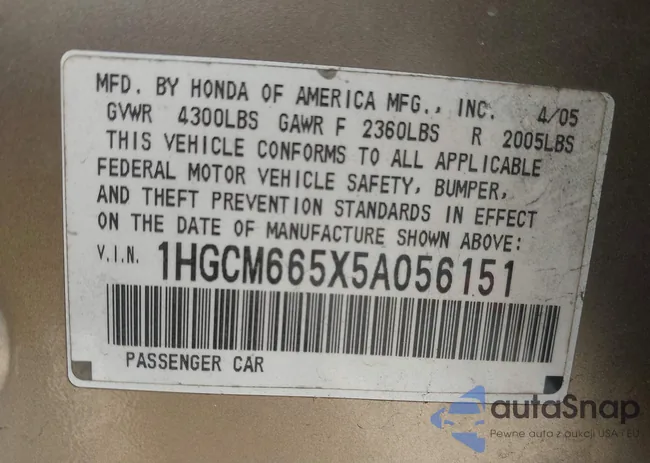 MFD. BY HONDA OF AMERICA MFG., INC. 4/05
GVWR 4300LBS GAWR F 2360LBS R 2005LBS
THIS VEHICLE CONFORMS TO ALL APPLICABLE
FEDERAL MOTOR VEHICLE SAFETY, BUMPER,
AND THEFT PREVENTION STANDARDS IN EFFECT
ON THE DATE OF MANUFACTURE SHOWN ABOVE:
V.I.N. 1HGCM665X5A056151
PASSENGER CAR
autaSnap
Pewne auta z aukcji USA i EU